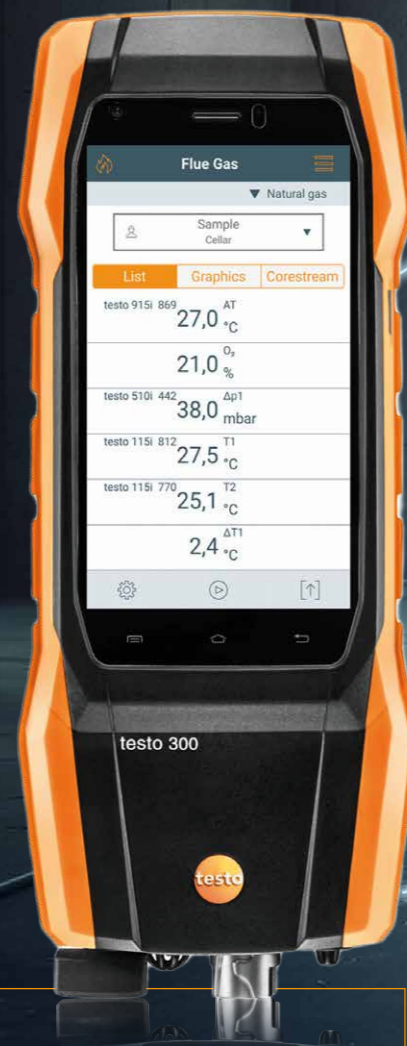 Flue Gas
Natural gas
Sample
Cellar
List Graphics Corestream
testo 915i 869 27,0 AT °C
21,0 O₂ %
testo 510i 442 38,0 Δp1 mbar
testo 115i 812 27,5 T1 °C
testo 115i 770 25,1 T2 °C
2,4 ΔT1 °C
testo 300
testo